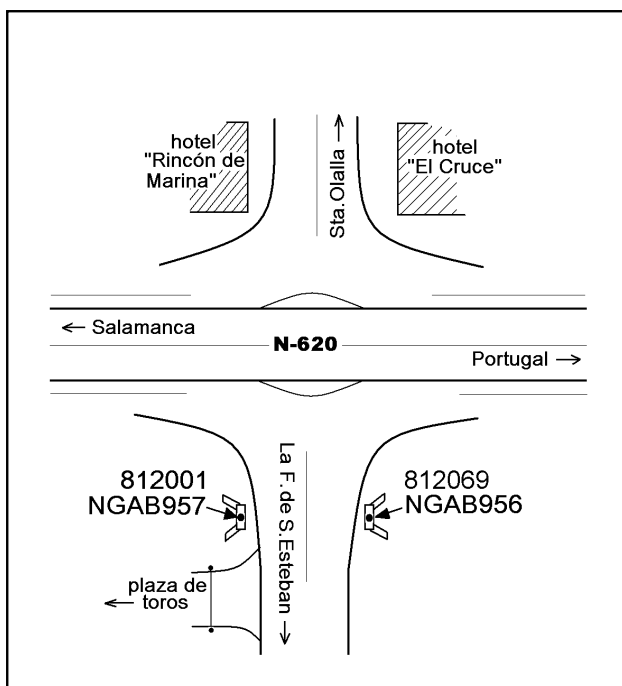 hotel
"Rincón de
Marina"
hotel
"El Cruce"
Sta.Olalla
← Salamanca
N-620
Portugal →
La F. de S.Esteban
812001
NGAB957
812069
NGAB956
plaza de
toros